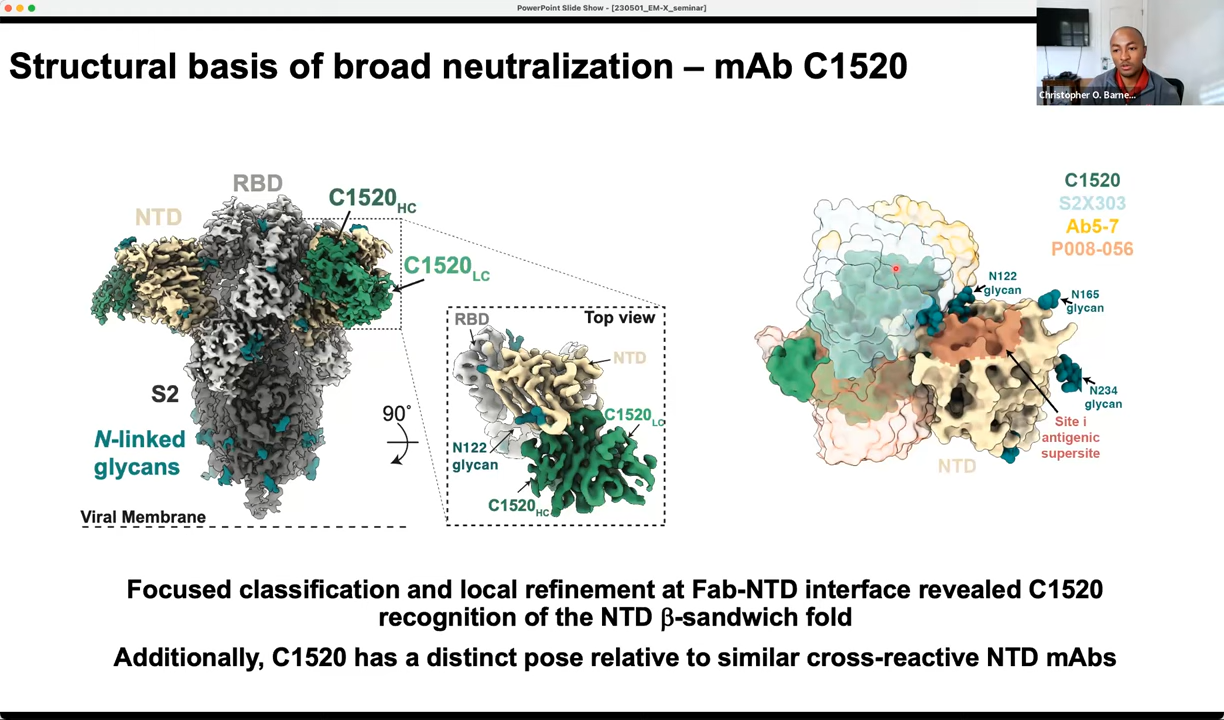 PowerPoint Slide Show - [230501_EM-X_seminar]
Structural basis of broad neutralization – mAb C1520
Christopher O. Barne...
RBD
NTD
C1520HC
C1520LC
S2
N-linked
glycans
Viral Membrane
90°
RBD
Top view
NTD
C1520LC
N122
glycan
C1520HC
C1520
S2X303
Ab5-7
P008-056
N122
glycan
N165
glycan
N234
glycan
Site i
antigenic
supersite
NTD
Focused classification and local refinement at Fab-NTD interface revealed C1520
recognition of the NTD β-sandwich fold
Additionally, C1520 has a distinct pose relative to similar cross-reactive NTD mAbs